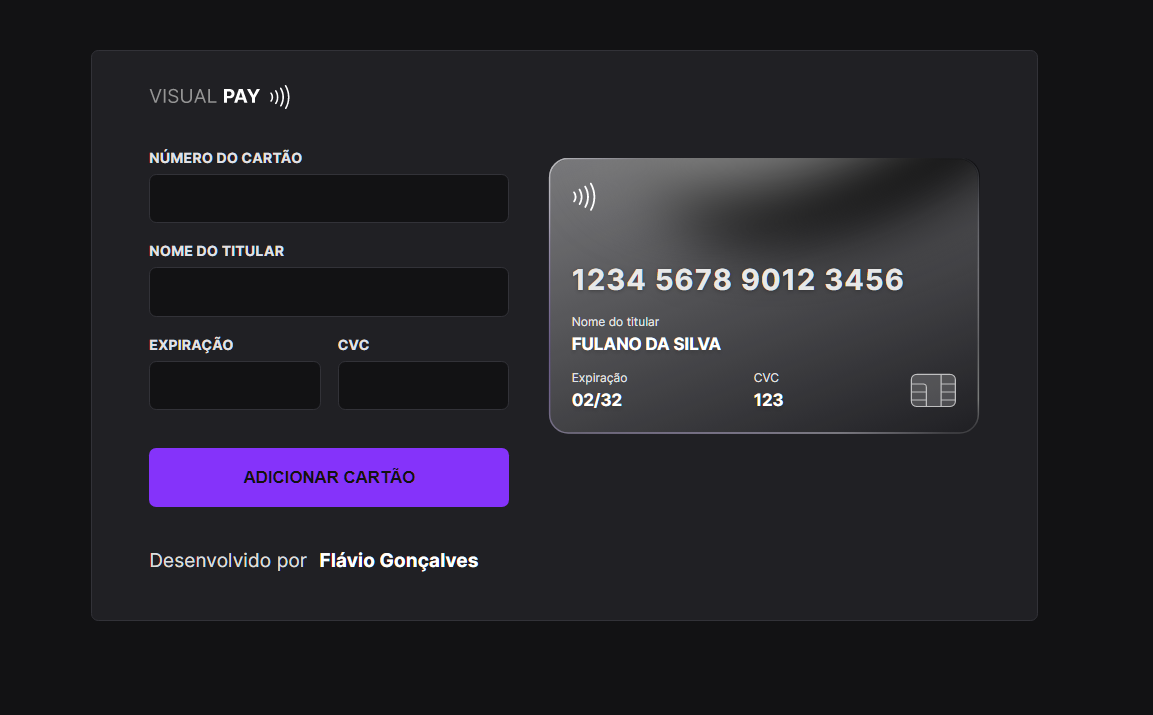 VISUAL PAY
NÚMERO DO CARTÃO
NOME DO TITULAR
EXPIRAÇÃO CVC
ADICIONAR CARTÃO
Desenvolvido por Flávio Gonçalves
1234 5678 9012 3456
Nome do titular
FULANO DA SILVA
Expiração CVC
02/32 123